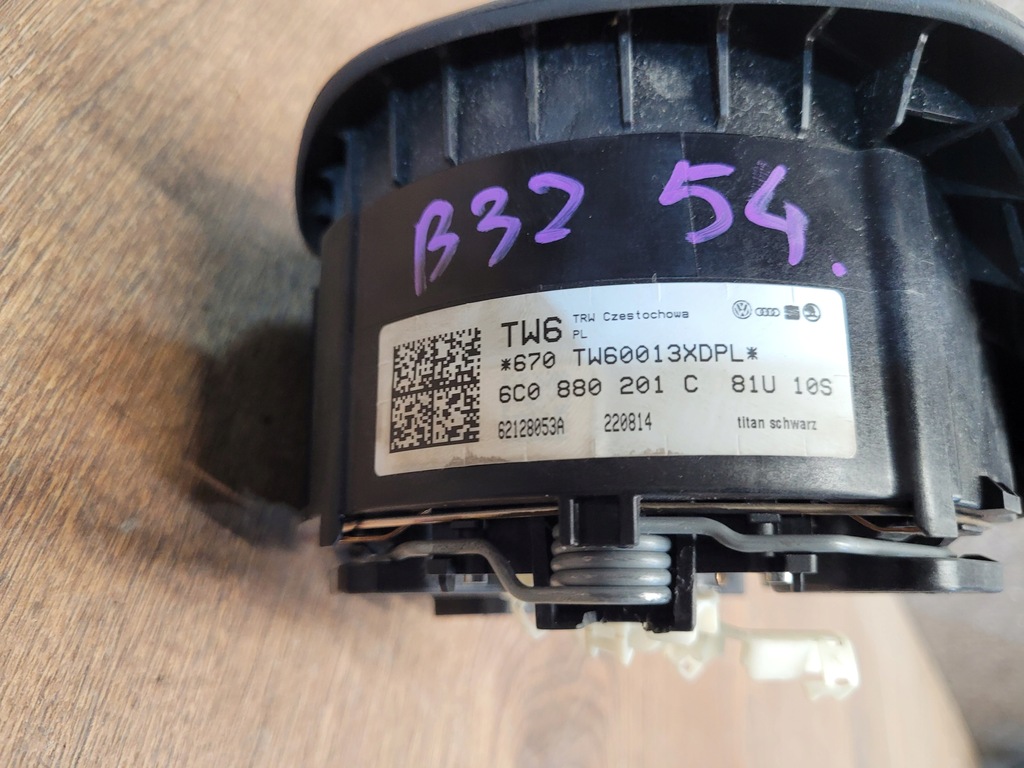 B32 54.
TW6 TRW Czestochowa
PL
*670 TW60013XDPL*
6C0 880 201 C 81U 10S
62128053A 220814 titan schwarz